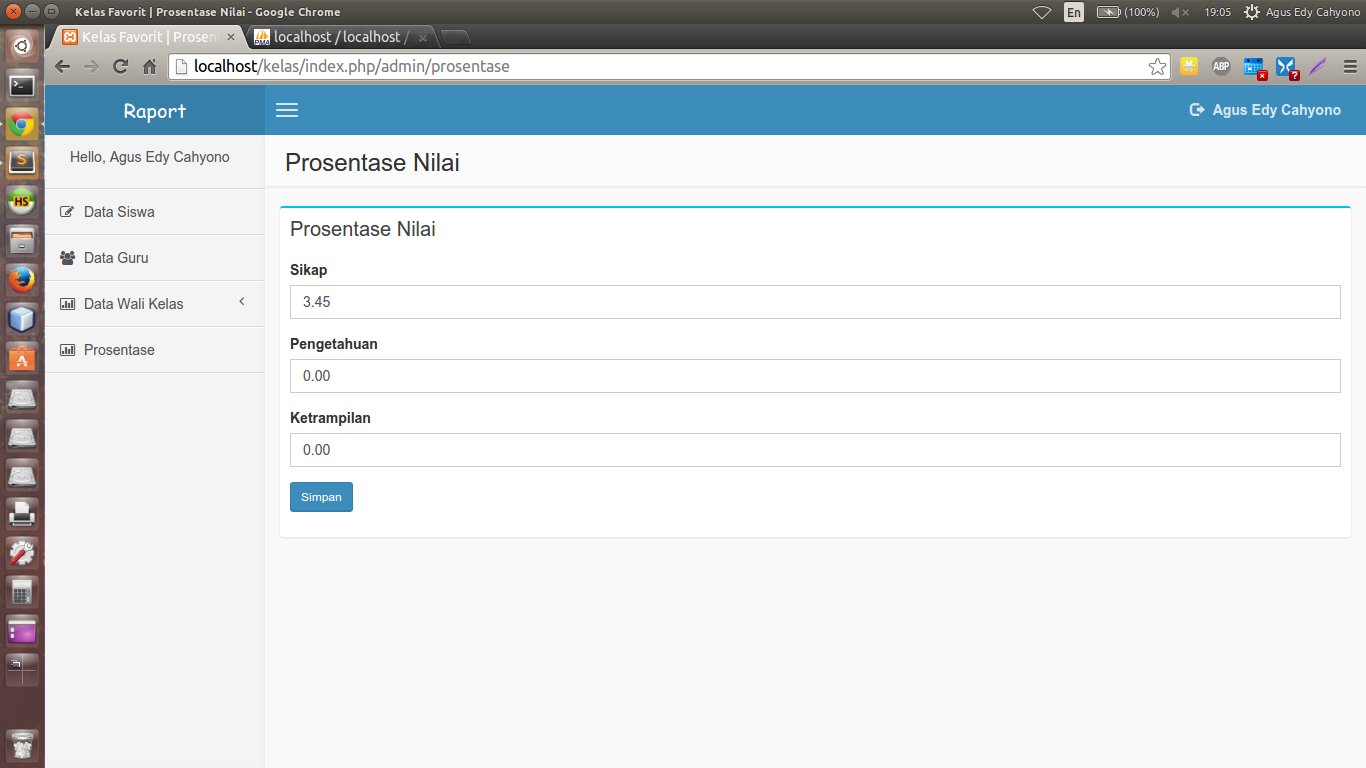 Kelas Favorit | Prosentase Nilai - Google Chrome
En
(100%)
19:05
Agus Edy Cahyono
Kelas Favorit | Prosen
localhost / localhost /
localhost/kelas/index.php/admin/prosentase
ABP
Raport
Agus Edy Cahyono
Hello, Agus Edy Cahyono
Data Siswa
Data Guru
Data Wali Kelas
Prosentase
Prosentase Nilai
Prosentase Nilai
Sikap
3.45
Pengetahuan
0.00
Ketrampilan
0.00
Simpan
HS